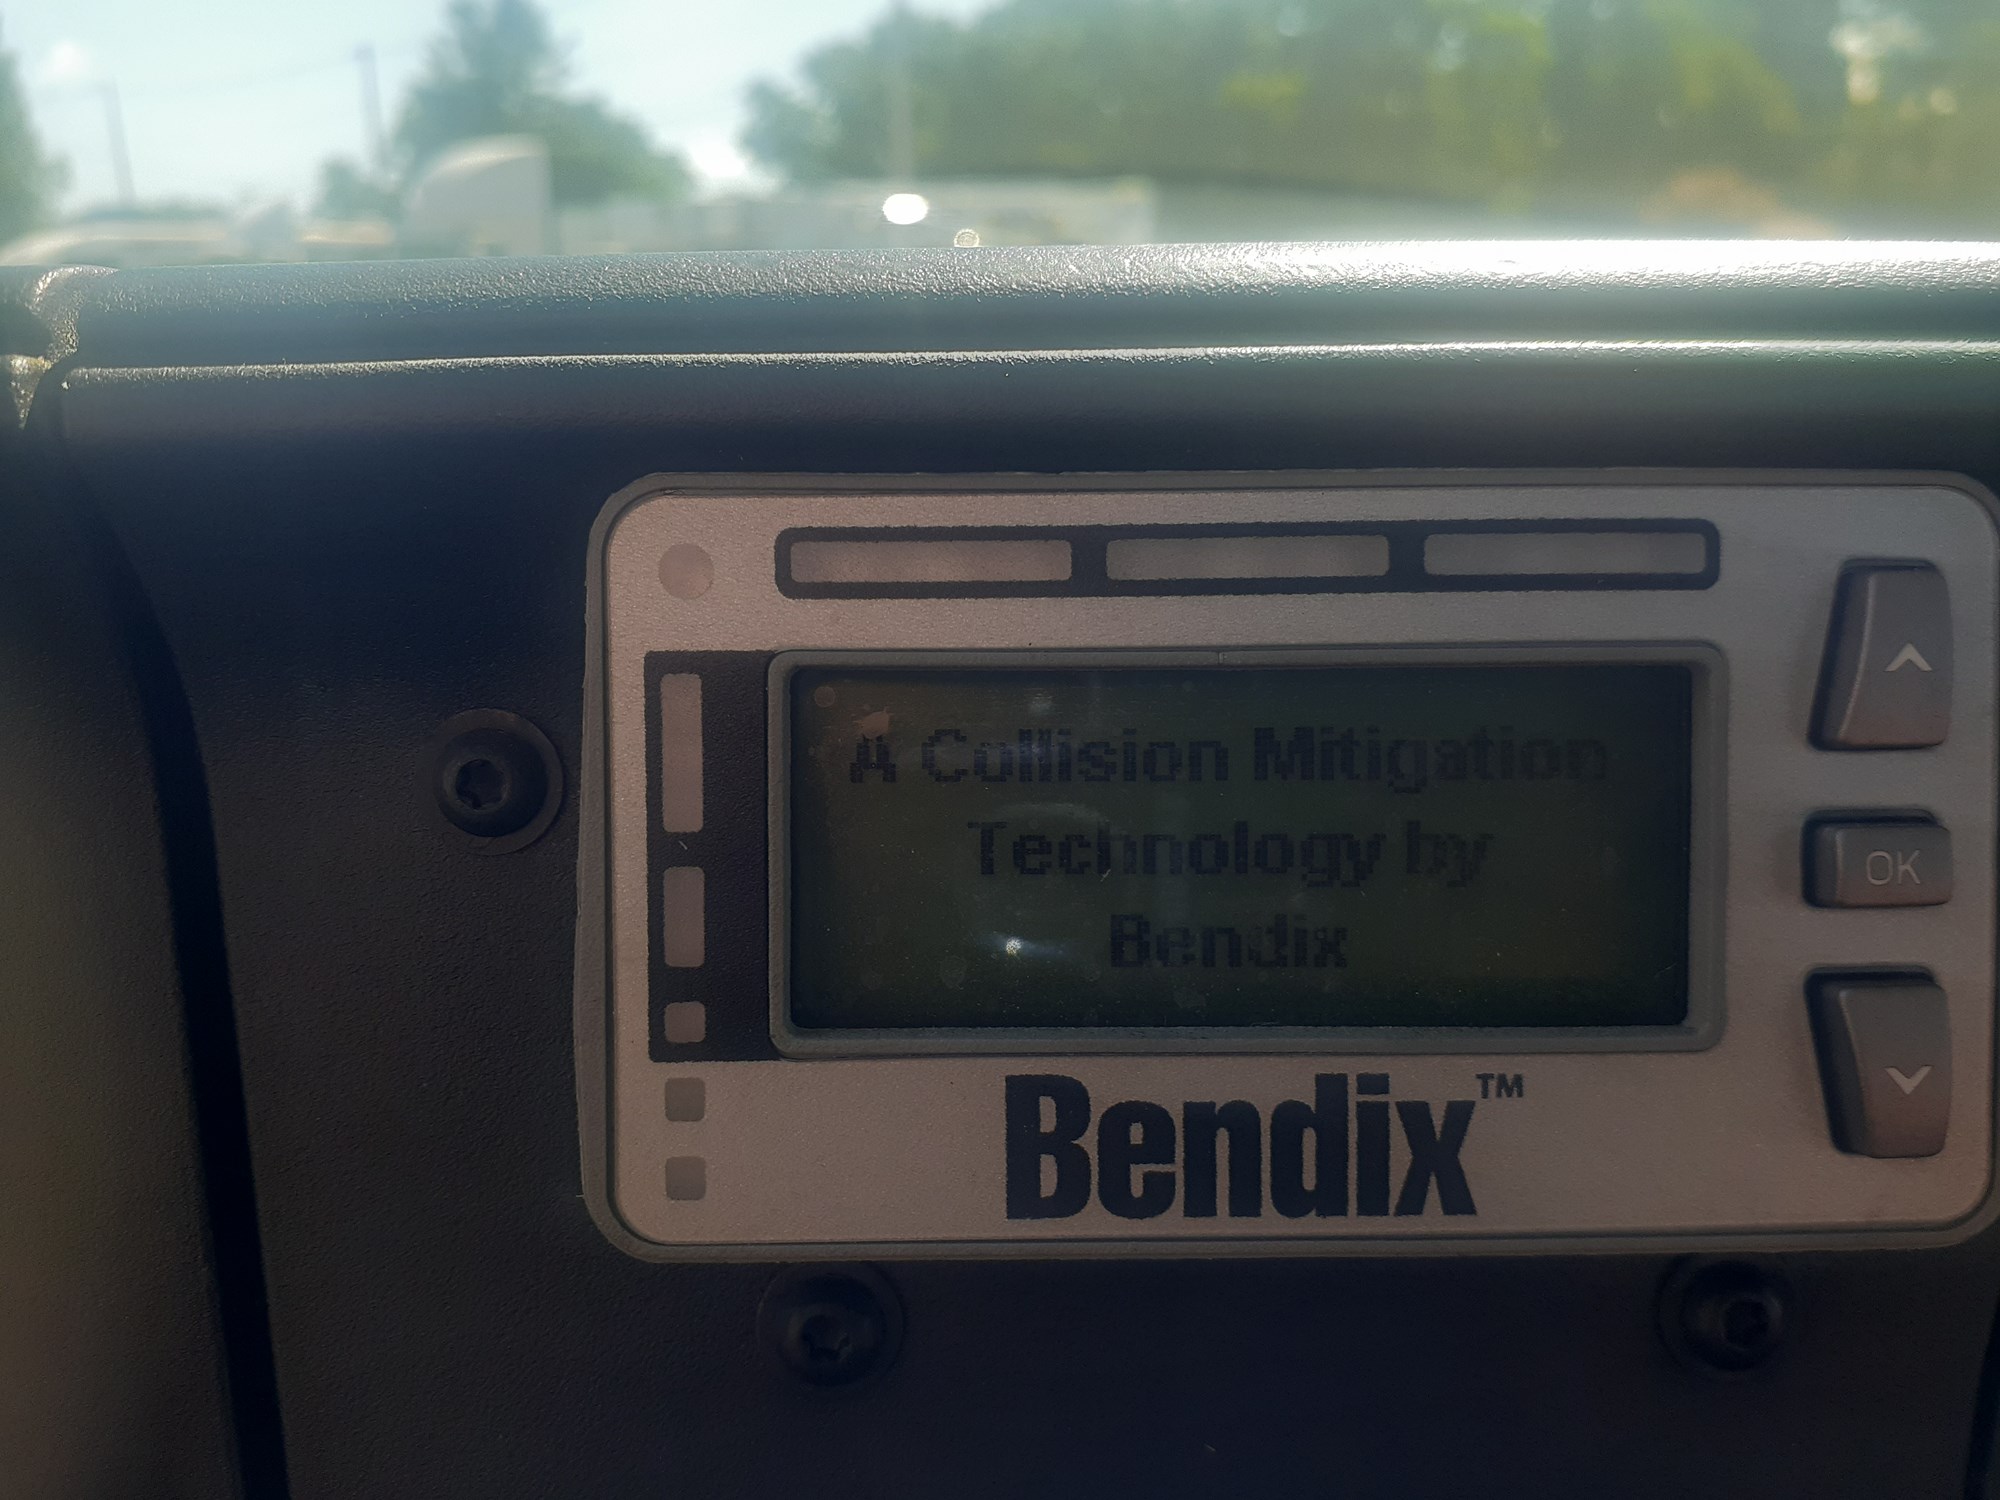 A Collision Mitigation
Technology by
Bendix
OK
Bendix™